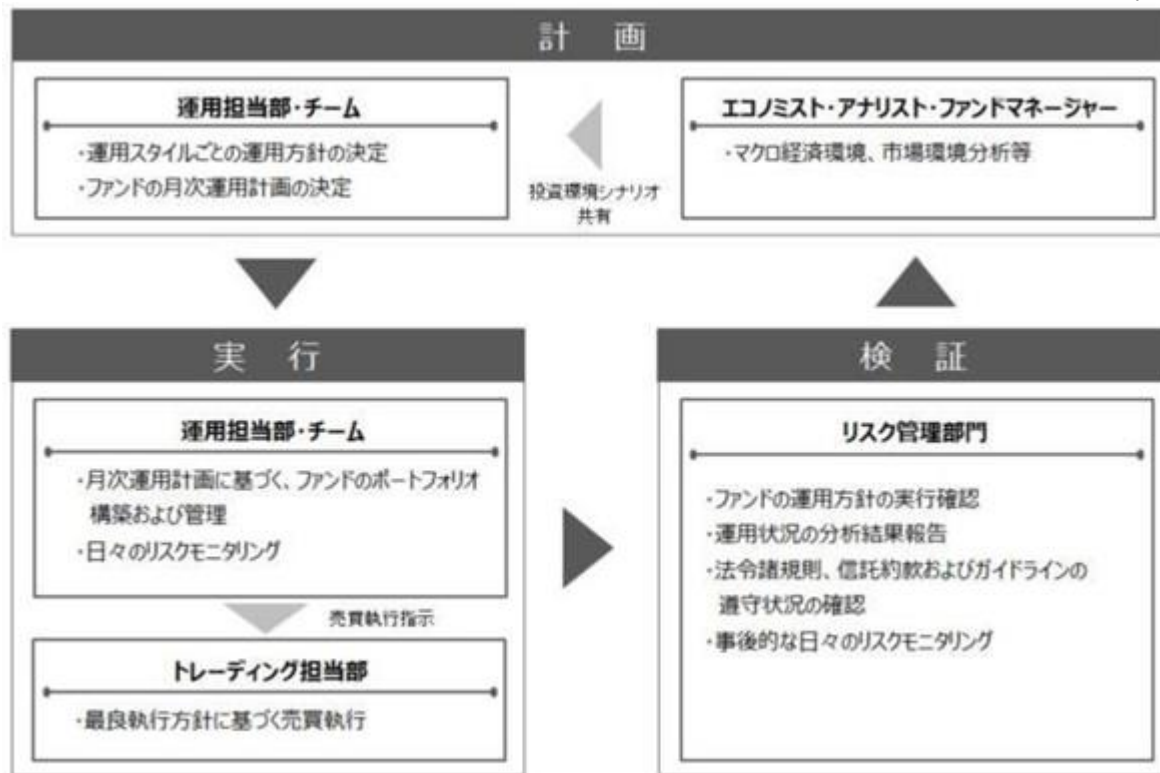 計 画
運用担当部・チーム
・運用スタイルごとの運用方針の決定
・ファンドの月次運用計画の決定
投資環境シナリオ
共有
エコノミスト・アナリスト・ファンドマネージャー
・マクロ経済環境、市場環境分析等
実 行
運用担当部・チーム
・月次運用計画に基づく、ファンドのポートフォリオ
構築および管理
・日々のリスクモニタリング
売買執行指示
トレーディング担当部
・最良執行方針に基づく売買執行
検 証
リスク管理部門
・ファンドの運用方針の実行確認
・運用状況の分析結果報告
・法令諸規則、信託約款およびガイドラインの
遵守状況の確認
・事後的な日々のリスクモニタリング